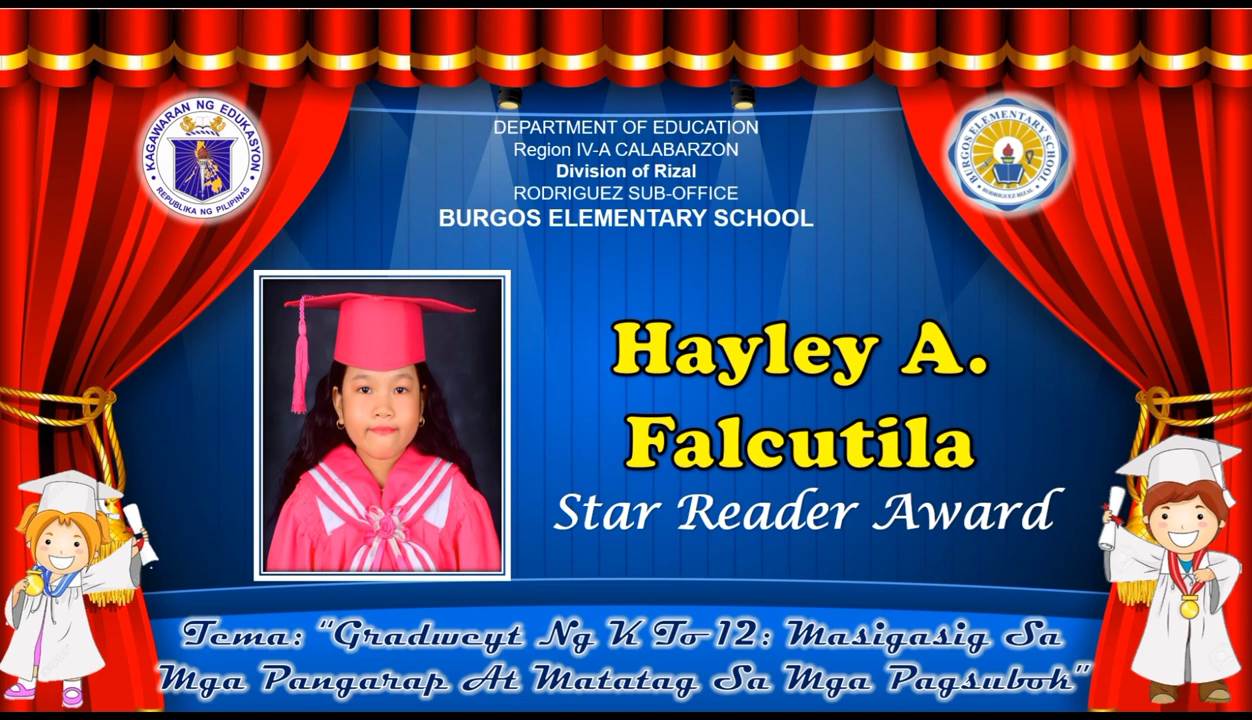 KAGAWARAN NG EDUKASYON
REPUBLIKA NG PILIPINAS
DEPARTMENT OF EDUCATION
Region IV-A CALABARZON
Division of Rizal
RODRIGUEZ SUB-OFFICE
BURGOS ELEMENTARY SCHOOL
BURGOS ELEMENTARY SCHOOL
RODRIGUEZ RIZAL
Hayley A.
Falcutila
Star Reader Award
Tema: "Gradweyt Ng K To 12: Masigasig Sa
Mga Pangarap At Matatag Sa Mga Pagsubok"